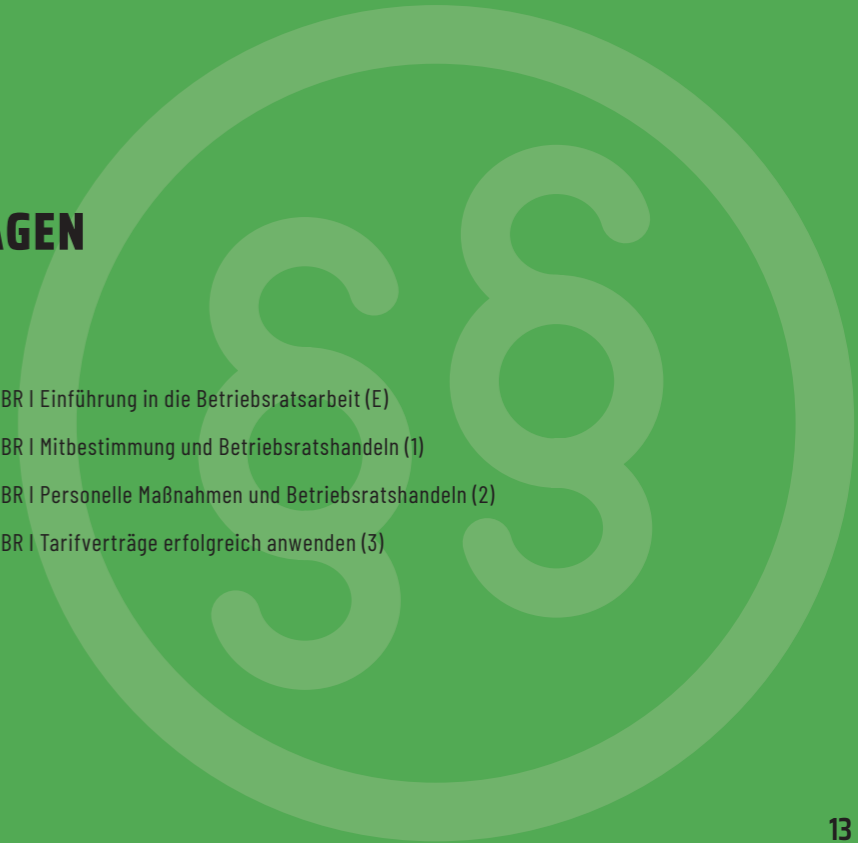 AGEN
BR I Einführung in die Betriebsratsarbeit (E)
BR I Mitbestimmung und Betriebsratshandeln (1)
BR I Personelle Maßnahmen und Betriebsratshandeln (2)
BR I Tarifverträge erfolgreich anwenden (3)
§§
13